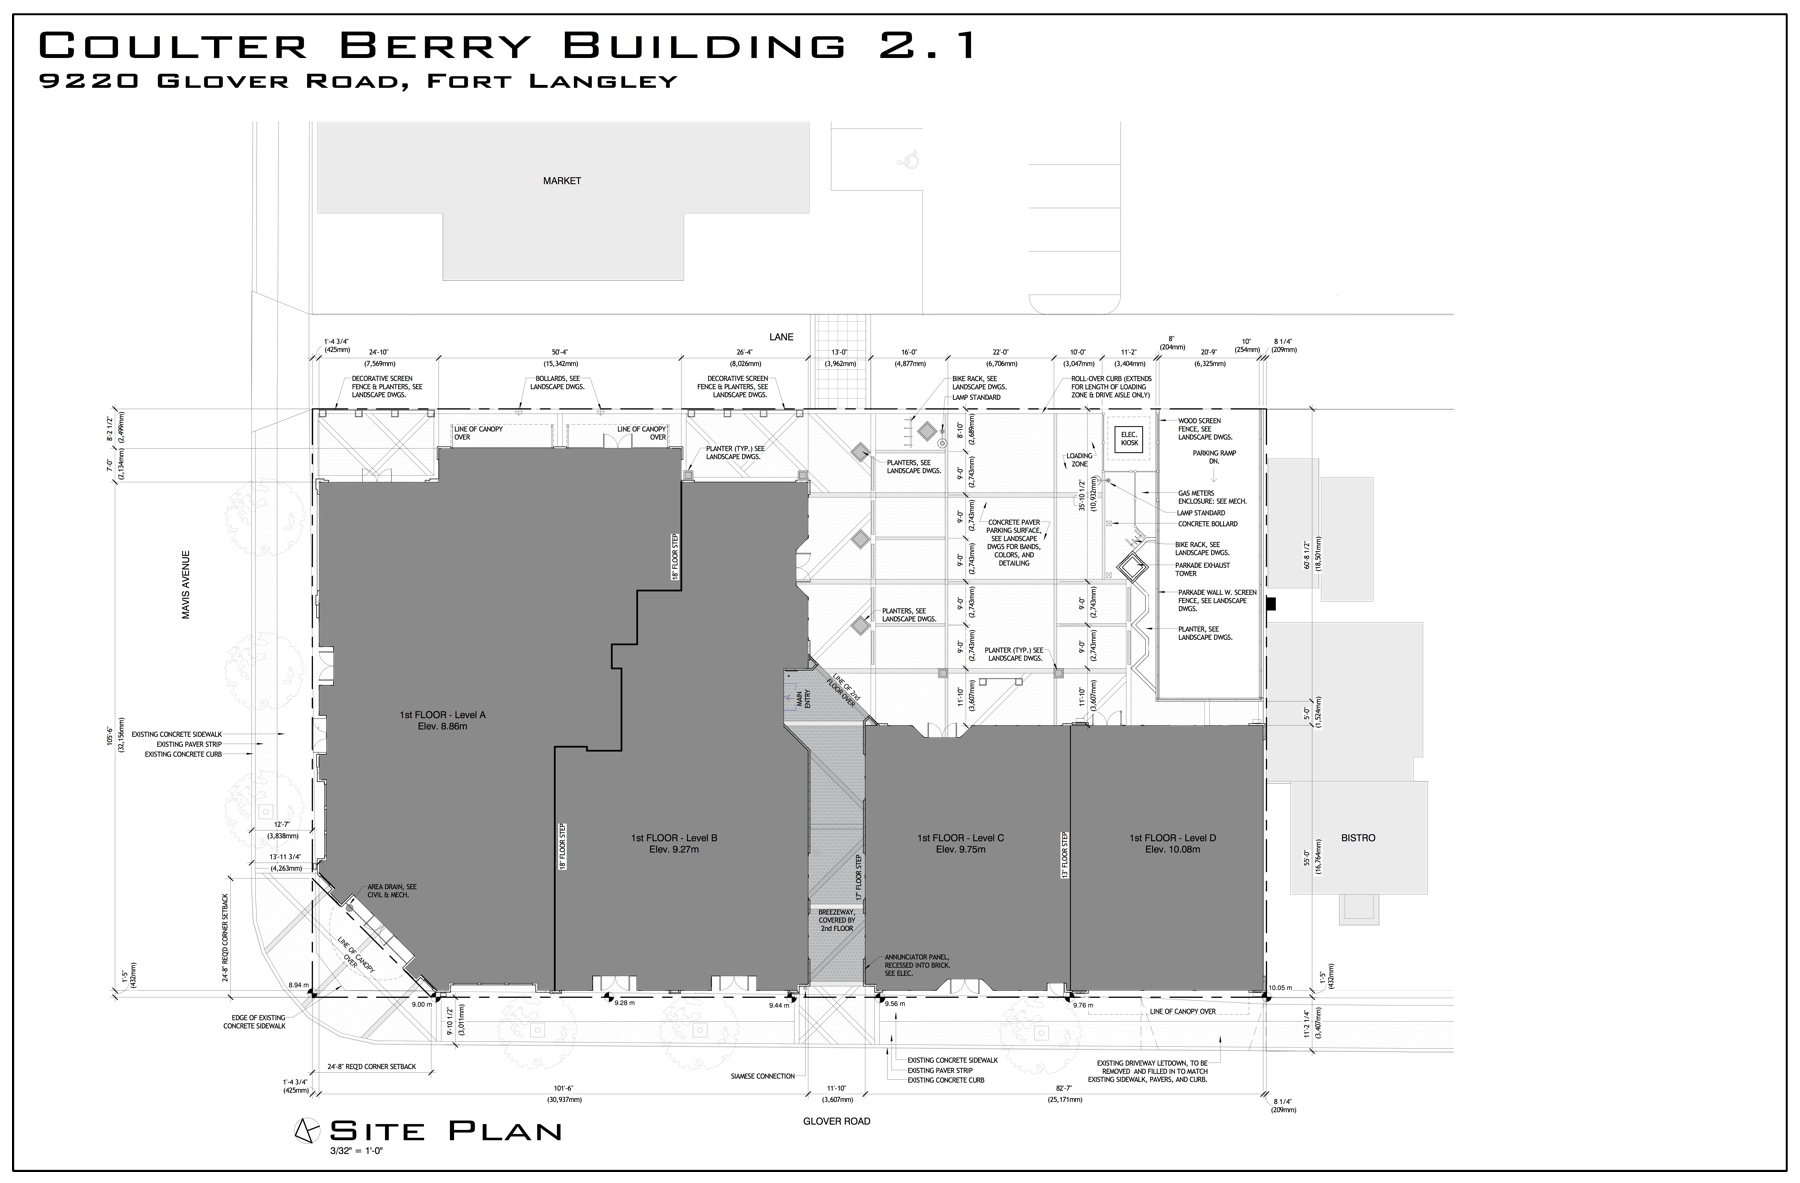 COULTER BERRY BUILDING 2.1
9220 GLOVER ROAD, FORT LANGLEY
MARKET
LANE
1'-4 3/4"
(425mm)
24'-10"
(7,569mm)
50'-4"
(15,342mm)
26'-4"
(8,026mm)
13'-0"
(3,962mm)
16'-0"
(4,877mm)
22'-0"
(6,706mm)
10'-0"
(3,047mm)
11'-2"
(3,404mm)
8"
(204mm)
20'-9"
(6,325mm)
10"
(254mm)
8 1/4"
(209mm)
DECORATIVE SCREEN
FENCE & PLANTERS, SEE
LANDSCAPE DWGS.
BOLLARDS, SEE
LANDSCAPE DWGS.
DECORATIVE SCREEN
FENCE & PLANTERS, SEE
LANDSCAPE DWGS.
BIKE RACK, SEE
LANDSCAPE DWGS.
LAMP STANDARD
ROLL-OVER CURB (EXTENDS
FOR LENGTH OF LOADING
ZONE & DRIVE AISLE ONLY)
8'-2 1/2"
(2,499mm)
7'-0"
(2,134mm)
LINE OF CANOPY
OVER
LINE OF CANOPY
OVER
PLANTER (TYP.) SEE
LANDSCAPE DWGS.
PLANTERS, SEE
LANDSCAPE DWGS.
8'-10"
(2,689mm)
9'-0"
(2,743mm)
9'-0"
(2,743mm)
9'-0"
(2,743mm)
9'-0"
(2,743mm)
9'-0"
(2,743mm)
11'-10"
(3,607mm)
LOADING
ZONE
35'-10 1/2"
(10,932mm)
9'-0"
(2,743mm)
9'-0"
(2,743mm)
11'-10"
(3,607mm)
ELEC.
KIOSK
WOOD SCREEN
FENCE, SEE
LANDSCAPE DWGS.
PARKING RAMP
DN.
GAS METERS
ENCLOSURE: SEE MECH.
LAMP STANDARD
CONCRETE BOLLARD
BIKE RACK, SEE
LANDSCAPE DWGS.
PARKADE EXHAUST
TOWER
PARKADE WALL W. SCREEN
FENCE, SEE LANDSCAPE
DWGS.
PLANTER, SEE
LANDSCAPE DWGS.
CONCRETE PAVER
PARKING SURFACE,
SEE LANDSCAPE
DWGS FOR BANDS,
COLORS, AND
DETAILING
PLANTERS, SEE
LANDSCAPE DWGS.
PLANTER (TYP.) SEE
LANDSCAPE DWGS.
60'-8 1/2"
(18,501mm)
5'-0"
(1,524mm)
55'-0"
(16,764mm)
1'-5"
(432mm)
11'-2 1/4"
(3,407mm)
MAVIS AVENUE
18" FLOOR STEP
LINE OF 2nd
FLOOR OVER
MAIN
ENTRY
1st FLOOR - Level A
Elev. 8.86m
EXISTING CONCRETE SIDEWALK
EXISTING PAVER STRIP
EXISTING CONCRETE CURB
105'-6"
(32,156mm)
12'-7"
(3,838mm)
13'-11 3/4"
(4,263mm)
24'-8" REQ'D CORNER SETBACK
1'-5"
(432mm)
18" FLOOR STEP
1st FLOOR - Level B
Elev. 9.27m
17" FLOOR STEP
1st FLOOR - Level C
Elev. 9.75m
13" FLOOR STEP
1st FLOOR - Level D
Elev. 10.08m
BISTRO
AREA DRAIN, SEE
CIVIL & MECH.
LINE OF CANOPY
OVER
BREEZEWAY,
COVERED BY
2nd FLOOR
ANNUNCIATOR PANEL,
RECESSED INTO BRICK.
SEE ELEC.
8.94 m
9.00 m
9.28 m
9.44 m
9.56 m
9.76 m
10.05 m
EDGE OF EXISTING
CONCRETE SIDEWALK
9'-10 1/2"
(3,011mm)
LINE OF CANOPY OVER
24'-8" REQ'D CORNER SETBACK
SIAMESE CONNECTION
EXISTING CONCRETE SIDEWALK
EXISTING PAVER STRIP
EXISTING CONCRETE CURB
EXISTING DRIVEWAY LETDOWN, TO BE
REMOVED AND FILLED IN TO MATCH
EXISTING SIDEWALK, PAVERS, AND CURB.
1'-4 3/4"
(425mm)
101'-6"
(30,937mm)
11'-10"
(3,607mm)
82'-7"
(25,171mm)
8 1/4"
(209mm)
GLOVER ROAD
SITE PLAN
3/32" = 1'-0"